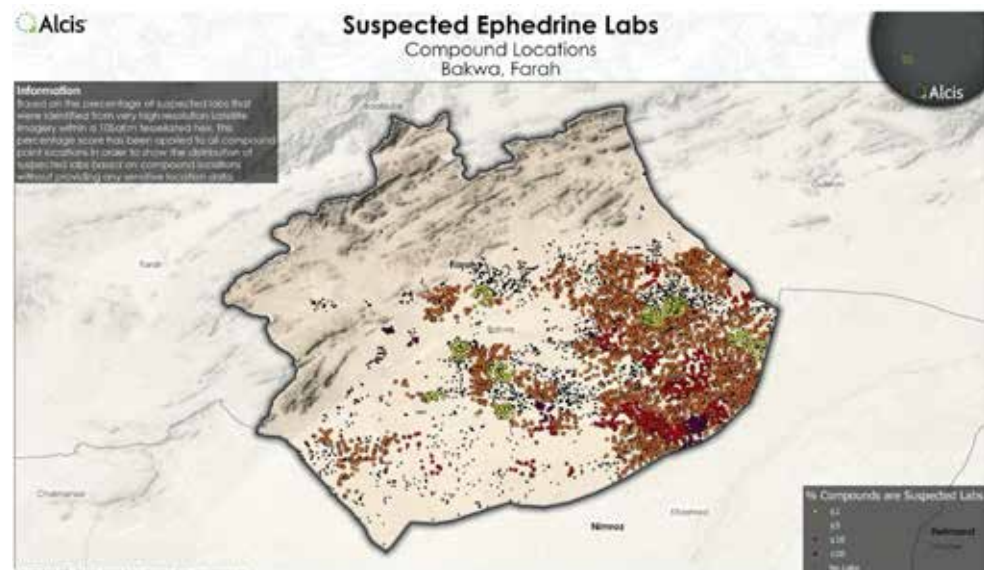 Alcis
Suspected Ephedrine Labs
Compound Locations
Bakwa, Farah
Alcis
Information
Based on the percentage of suspected labs that
were identified from very high resolution satellite
imagery within a tessellated hex, this
percentage score has been applied to all compound
point locations in order to show the distribution of
suspected labs based on compound locations
without providing any sensitive location data
Farah
Bakwa
Nimroz
% Compounds are Suspected Labs
No Labs
Helmand